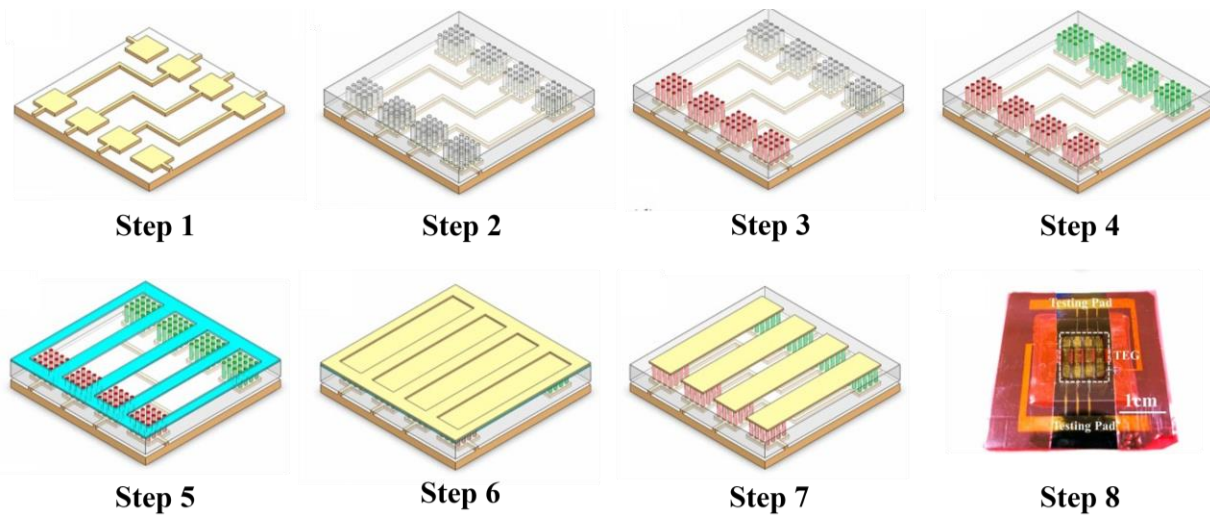 Step 1
Step 2
Step 3
Step 4
Step 5
Step 6
Step 7
Testing Pad
TEG
1cm
Testing Pad
Step 8